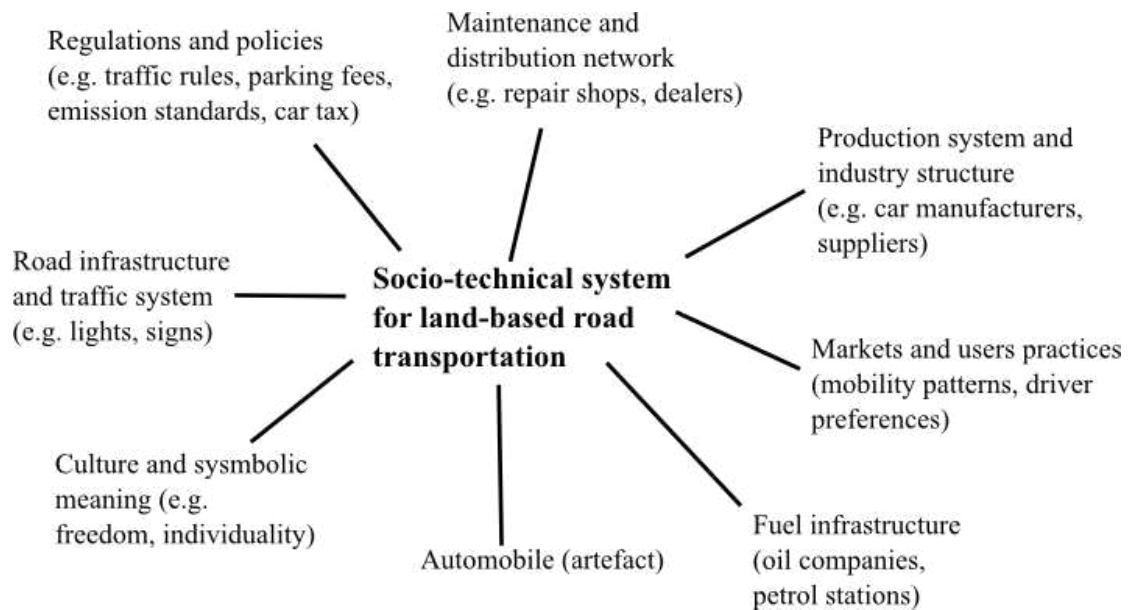 Regulations and policies
(e.g. traffic rules, parking fees,
emission standards, car tax)
Maintenance and
distribution network
(e.g. repair shops, dealers)
Production system and
industry structure
(e.g. car manufacturers,
suppliers)
Road infrastructure
and traffic system
(e.g. lights, signs)
Socio-technical system
for land-based road
transportation
Markets and users practices
(mobility patterns, driver
preferences)
Culture and sysmbolic
meaning (e.g.
freedom, individuality)
Automobile (artefact)
Fuel infrastructure
(oil companies,
petrol stations)